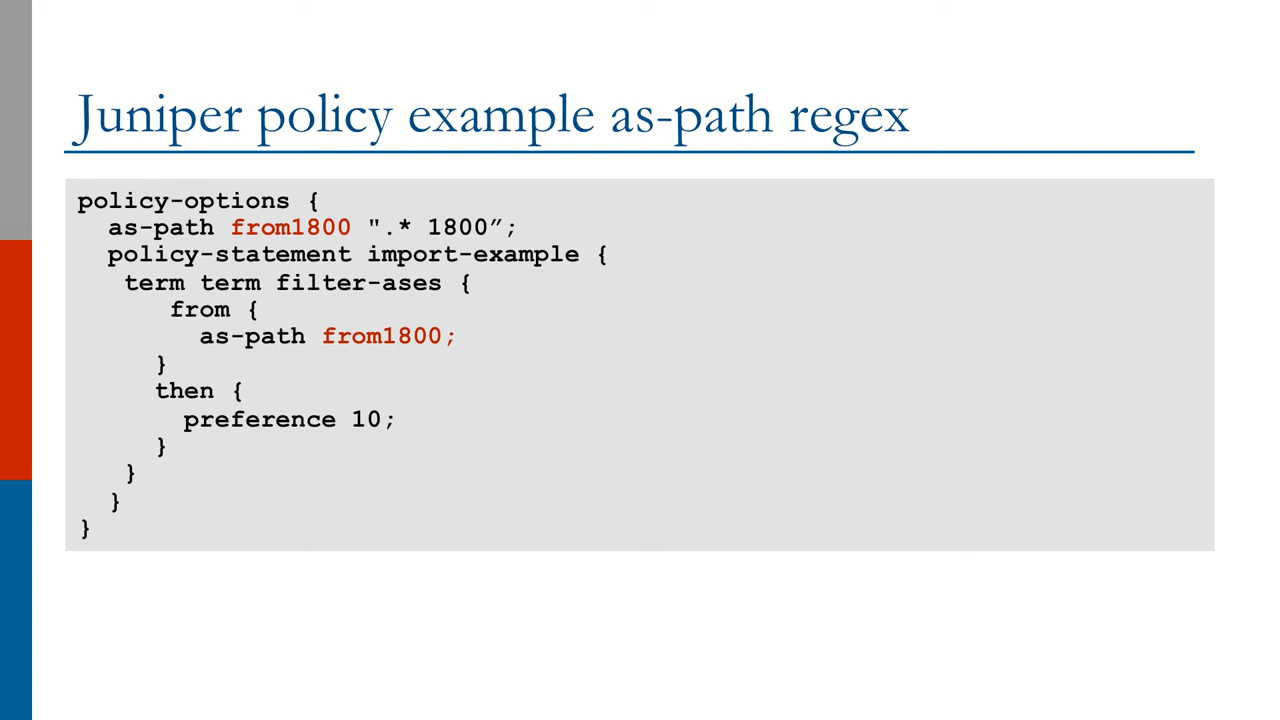 Juniper policy example as-path regex
policy-options {
as-path from1800 ".* 1800”;
policy-statement import-example {
term term filter-ases {
from {
as-path from1800;
}
then {
preference 10;
}
}
}
}